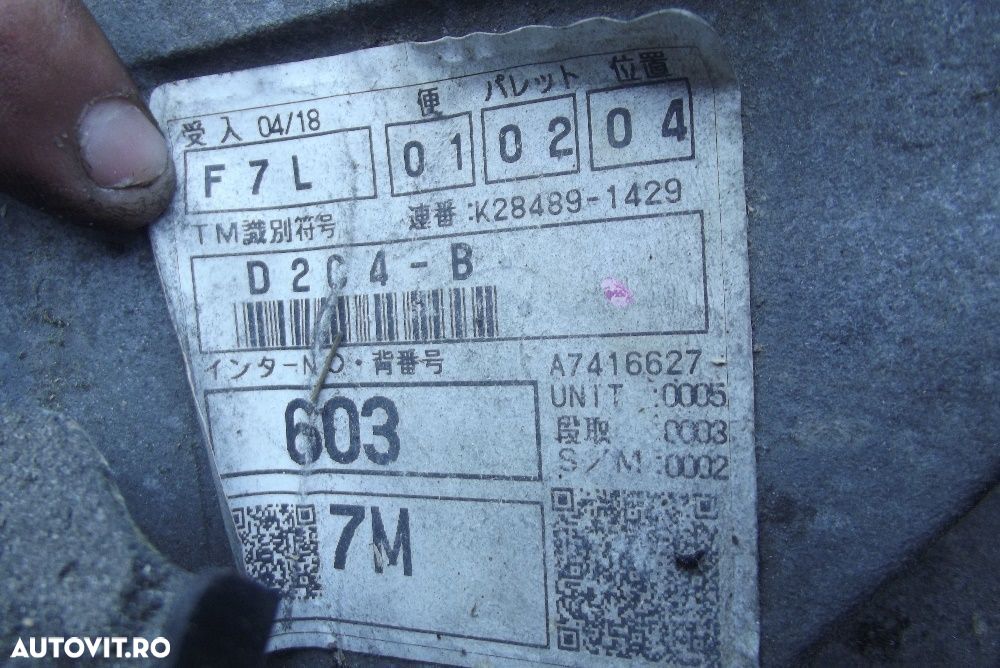 受入 04/18 便 パレット 位置
F7L 01 02 04
TM識別符号 連番:K28489-1429
D2C4-B
インターNO・背番号 A7416627
UNIT :0005
603 段取 :0003
S/M :0002
7M
AUTOVIT.RO